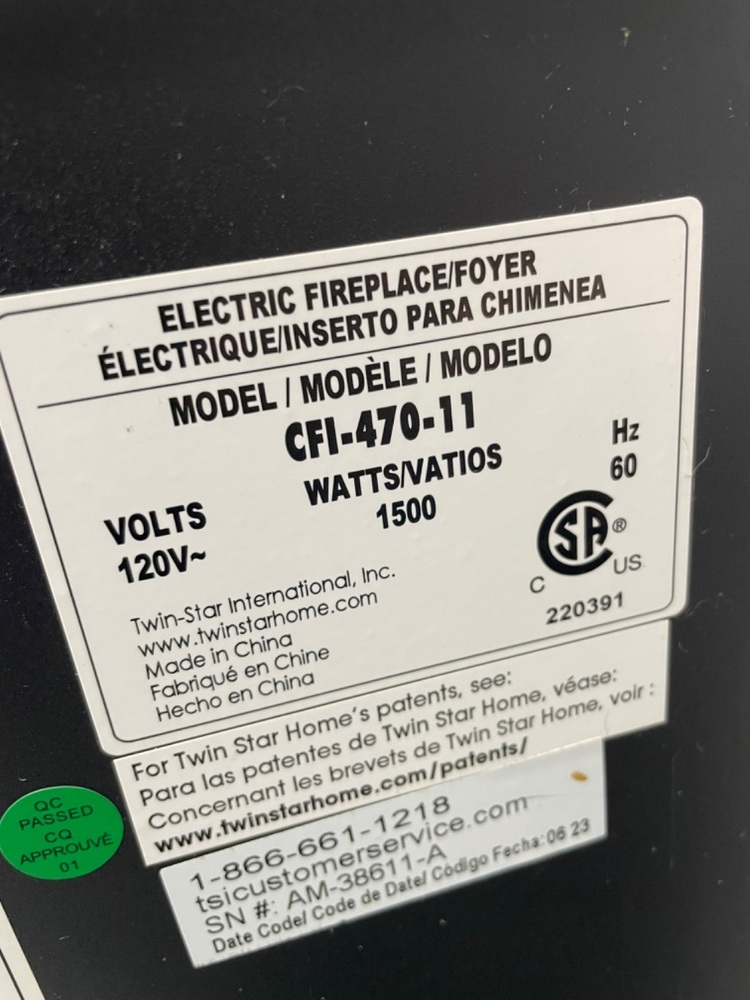 ELECTRIC FIREPLACE/FOYER
ÉLECTRIQUE/INSERTO PARA CHIMENEA
MODEL / MODÈLE / MODELO
CFI-470-11
VOLTS
120V~
WATTS/VATIOS
1500
Hz
60
SA ®
C US
220391
Twin-Star International, Inc.
www.twinstarhome.com
Made in China
Fabriqué en Chine
Hecho en China
For Twin Star Home's patents, see:
Para las patentes de Twin Star Home, véase:
Concernant les brevets de Twin Star Home, voir :
www.twinstarhome.com/patents/
QC
PASSED
CQ
APPROUVÉ
01
1-866-661-1218
tsicustomerservice.com
SN #: AM-38611-A
Date Code/ Code de Date/ Código Fecha: 06 23